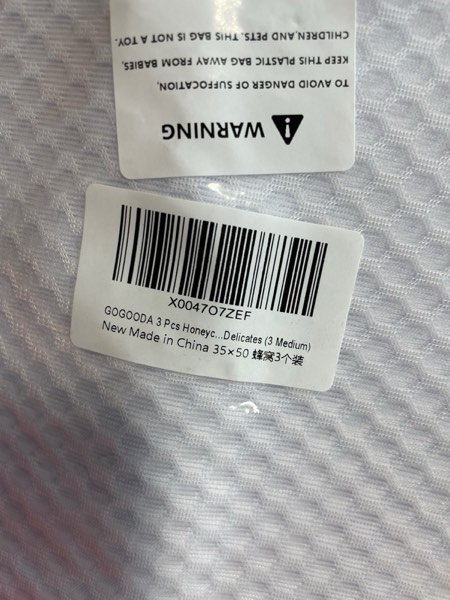 WARNING
TO AVOID DANGER OF SUFFOCATION,
KEEP THIS PLASTIC BAG AWAY FROM BABIES,
CHILDREN,AND PETS. THIS BAG IS NOT A TOY.
X0047O7ZEF
GOGOODA 3 Pcs Honeyc...Delicates (3 Medium)
New Made in China 35×50 蜂窝3个装